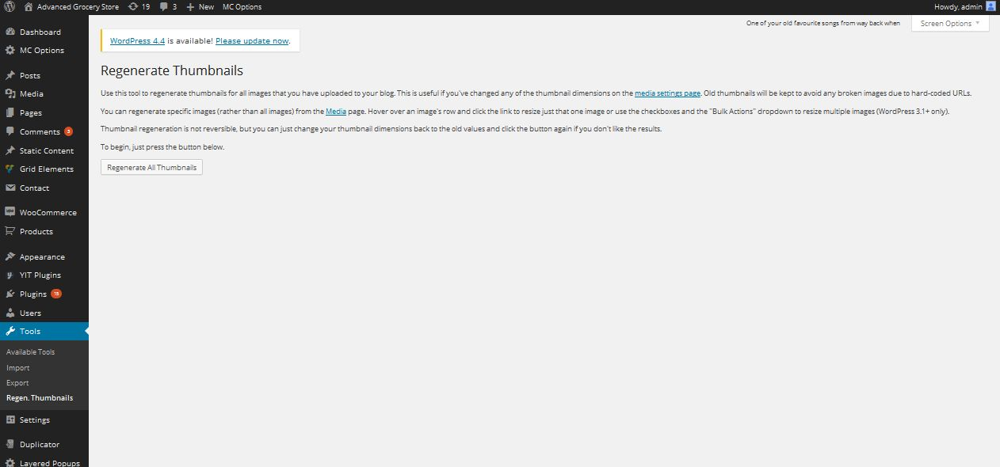 Advanced Grocery Store 19 3 New MC Options Howdy, admin
One of your old favourite songs from way back when Screen Options
WordPress 4.4 is available! Please update now.
Regenerate Thumbnails
Use this tool to regenerate thumbnails for all images that you have uploaded to your blog. This is useful if you've changed any of the thumbnail dimensions on the media settings page. Old thumbnails will be kept to avoid any broken images due to hard-coded URLs.
You can regenerate specific images (rather than all images) from the Media page. Hover over an image's row and click the link to resize just that one image or use the checkboxes and the "Bulk Actions" dropdown to resize multiple images (WordPress 3.1+ only).
Thumbnail regeneration is not reversible, but you can just change your thumbnail dimensions back to the old values and click the button again if you don't like the results.
To begin, just press the button below.
Regenerate All Thumbnails
Dashboard
MC Options
Posts
Media
Pages
Comments 3
Static Content
Grid Elements
Contact
WooCommerce
Products
Appearance
YIT Plugins
Plugins 15
Users
Tools
Available Tools
Import
Export
Regen. Thumbnails
Settings
Duplicator
Layered Popups